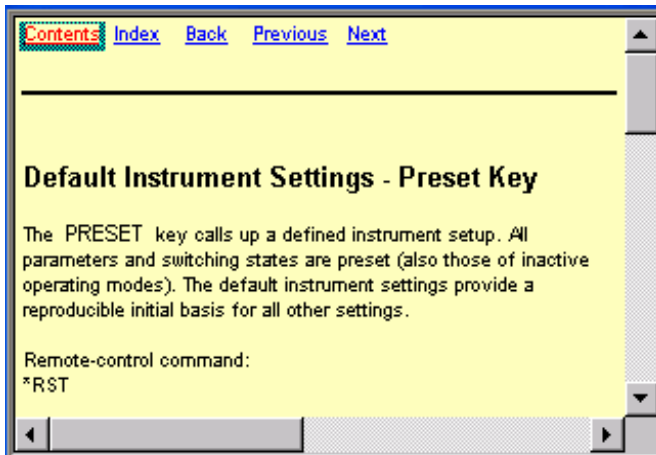 Contents Index Back Previous Next
Default Instrument Settings - Preset Key
The PRESET key calls up a defined instrument setup. All
parameters and switching states are preset (also those of inactive
operating modes). The default instrument settings provide a
reproducible initial basis for all other settings.
Remote-control command:
*RST